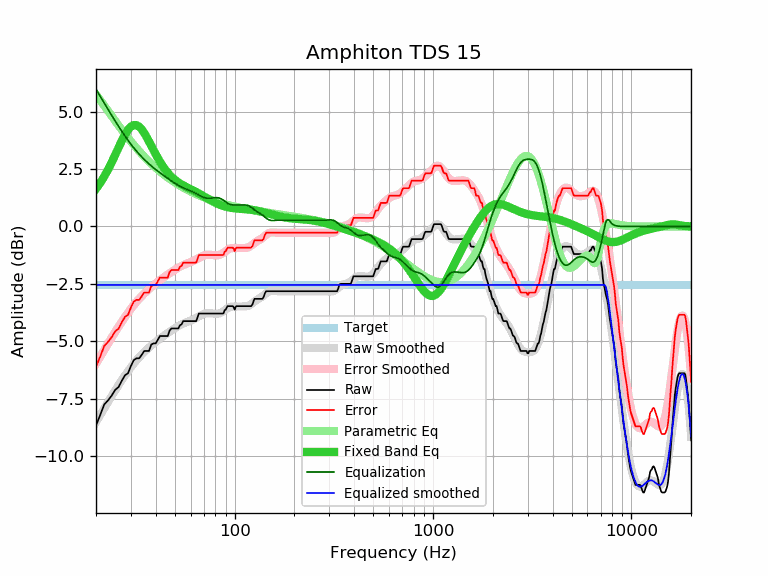 Amphiton TDS 15
Amplitude (dBr)
5.0
2.5
0.0
−2.5
−5.0
−7.5
−10.0
Target
Raw Smoothed
Error Smoothed
Raw
Error
Parametric Eq
Fixed Band Eq
Equalization
Equalized smoothed
100
1000
10000
Frequency (Hz)